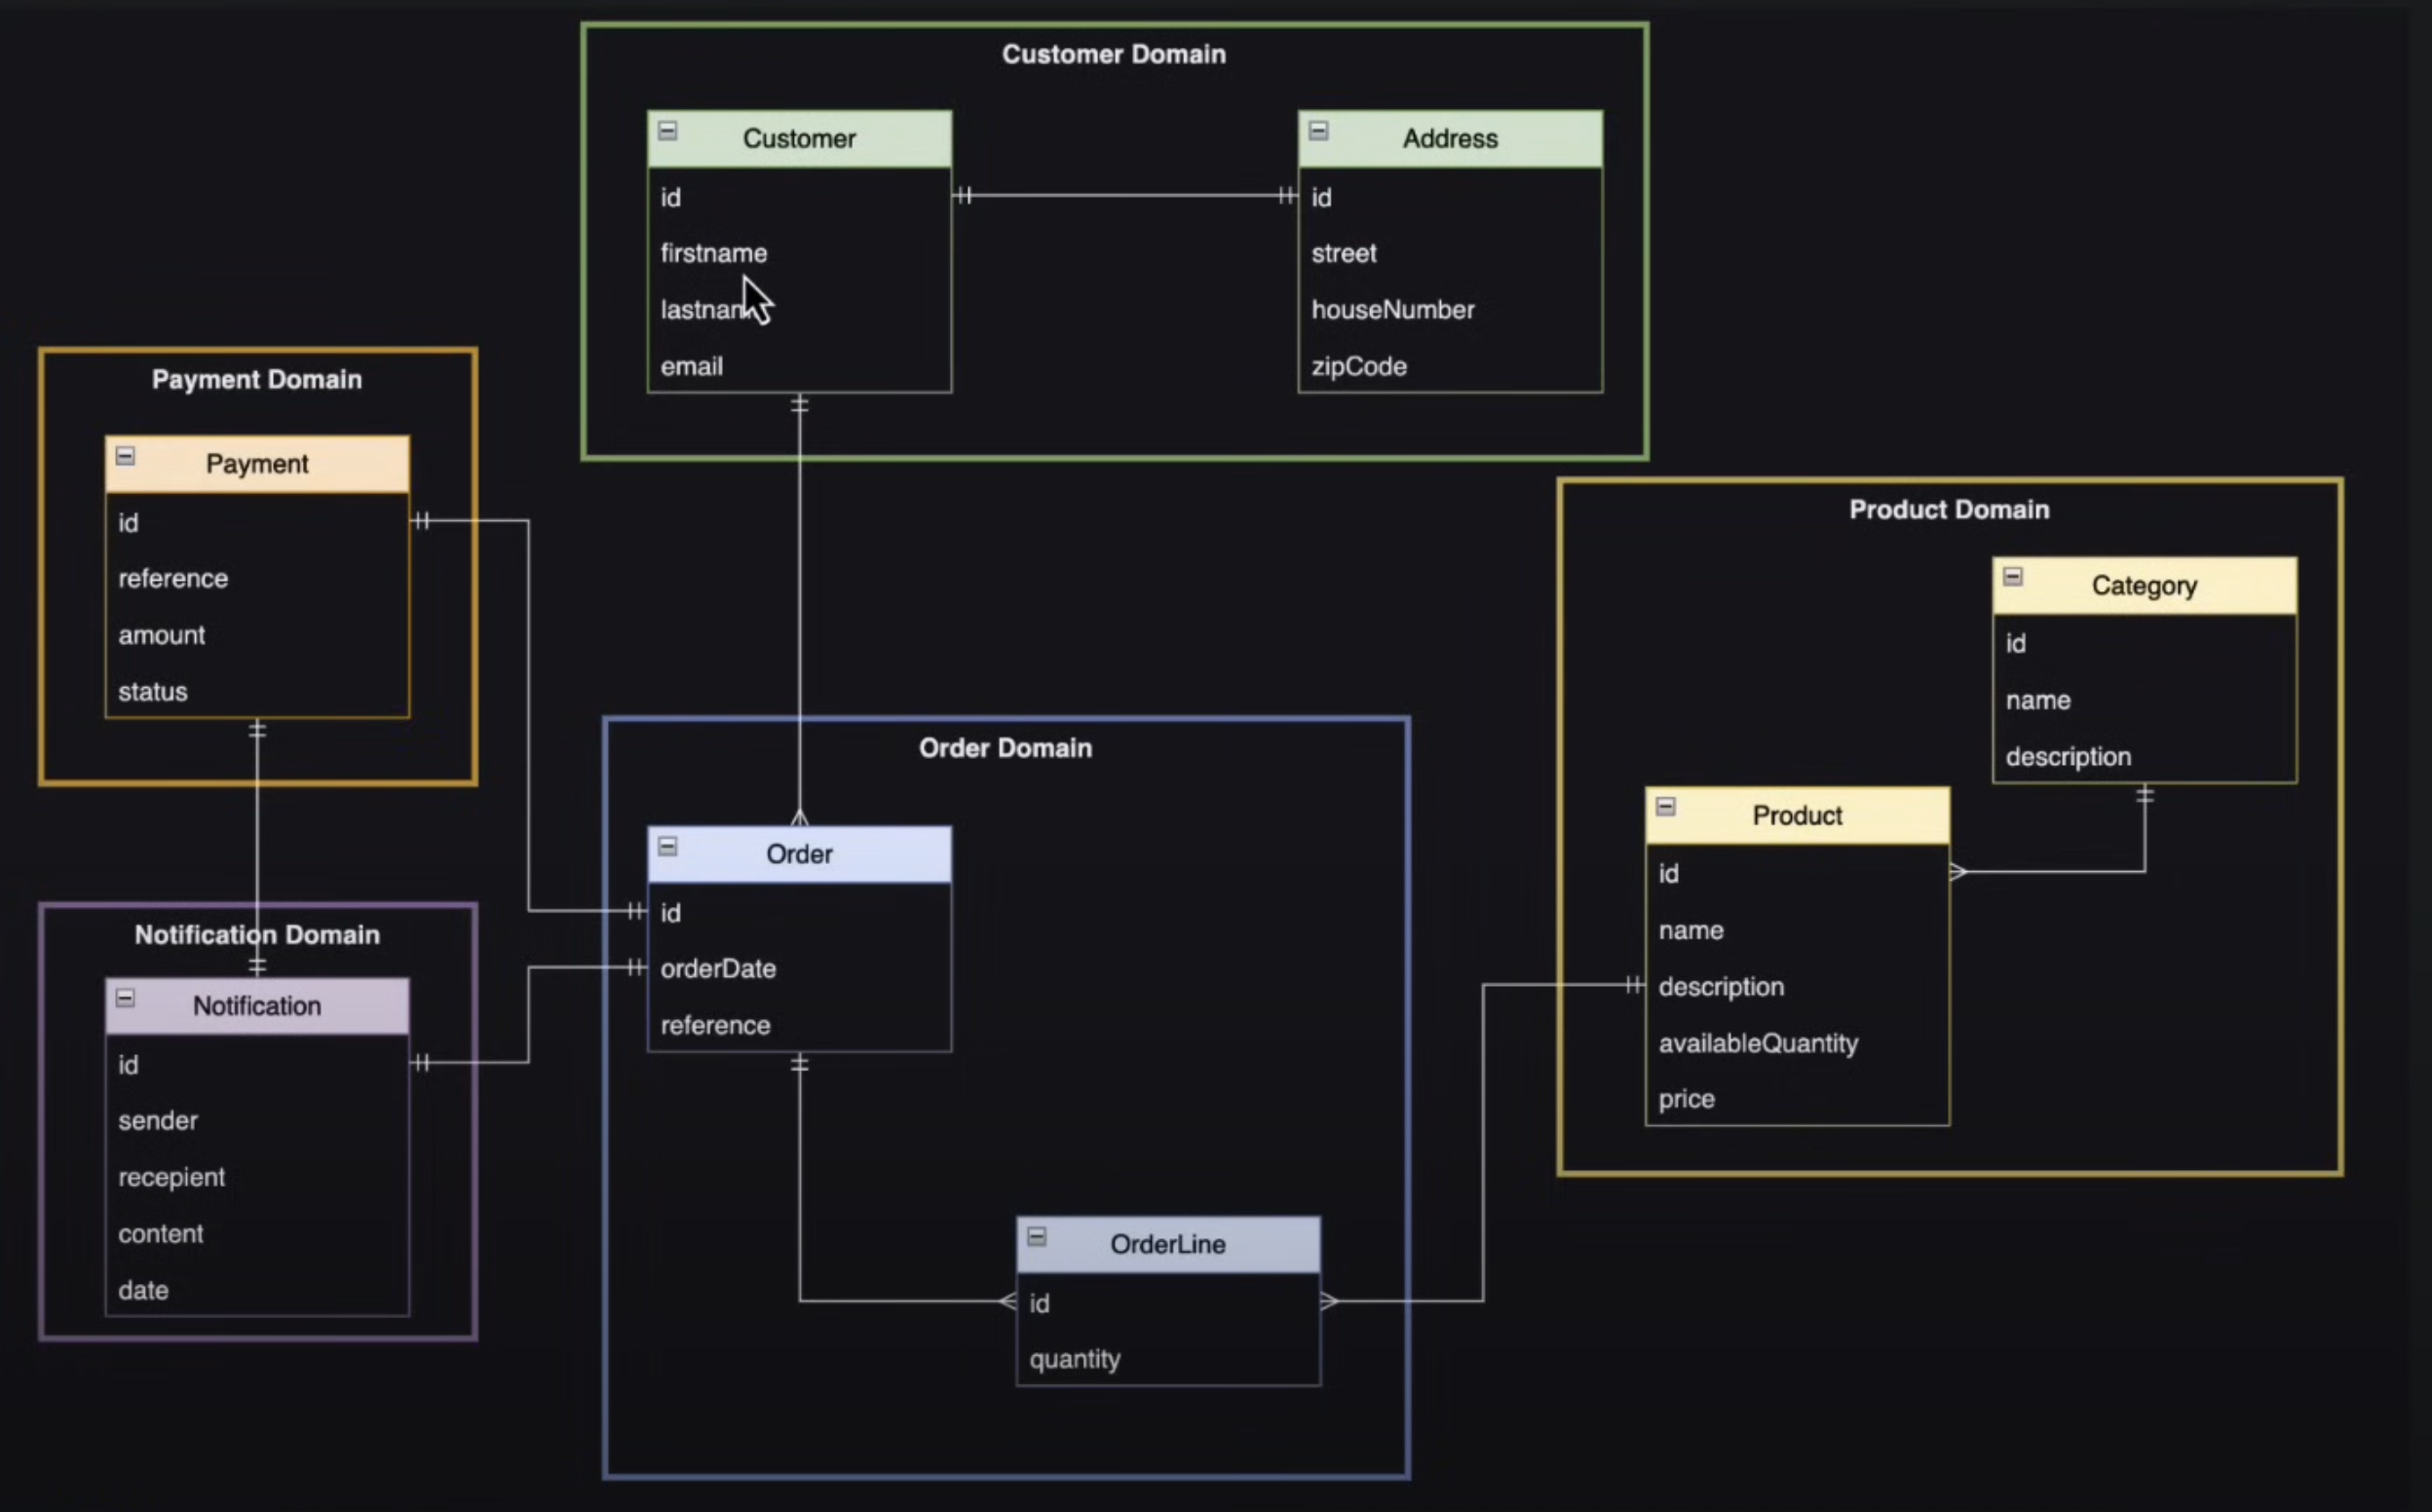 Customer Domain
Customer
id
firstname
email
Address
id
street
houseNumber
zipCode
Payment Domain
Payment
id
reference
amount
status
Product Domain
Category
id
name
description
Product
id
name
description
availableQuantity
price
Order Domain
Order
id
orderDate
reference
OrderLine
id
quantity
Notification Domain
Notification
id
sender
recepient
content
date